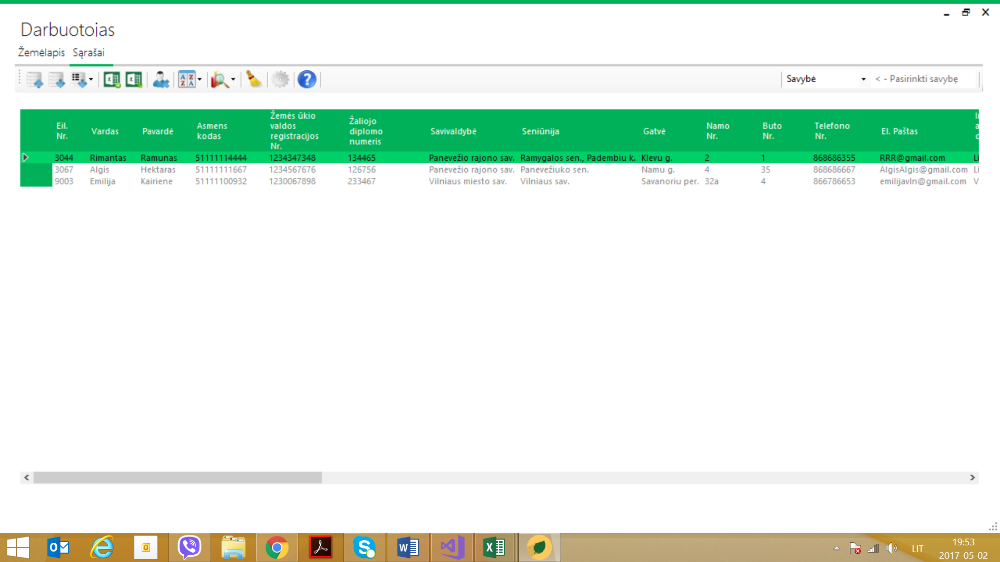 Darbuotojas
Žemėlapis Sąrašai
Savybė < - Pasirinkti savybę
Eil. Nr. Vardas Pavardė Asmens kodas Žemės ūkio valdos registracijos Nr. Žaliojo diplomo numeris Savivaldybė Seniūnija Gatvė Namo Nr. Buto Nr. Telefono Nr. El. Paštas
3044 Rimantas Ramunas 51111114444 1234347348 134465 Panevežio rajono sav. Ramygalos sen., Padembiu k. Klevu g. 2 1 868686355 RRR@gmail.com Li
3067 Algis Hektaras 51111111667 1234567676 126756 Panevežio rajono sav. Panevežiuko sen. Namu g. 4 35 868686667 AlgisAlgis@gmail.com Li
9003 Emilija Kairiene 51111100932 1230067898 233467 Vilniaus miesto sav. Vilniaus sav. Savanoriu per. 32a 4 866786653 emilijavln@gmail.com V
LIT
19:53
2017-05-02